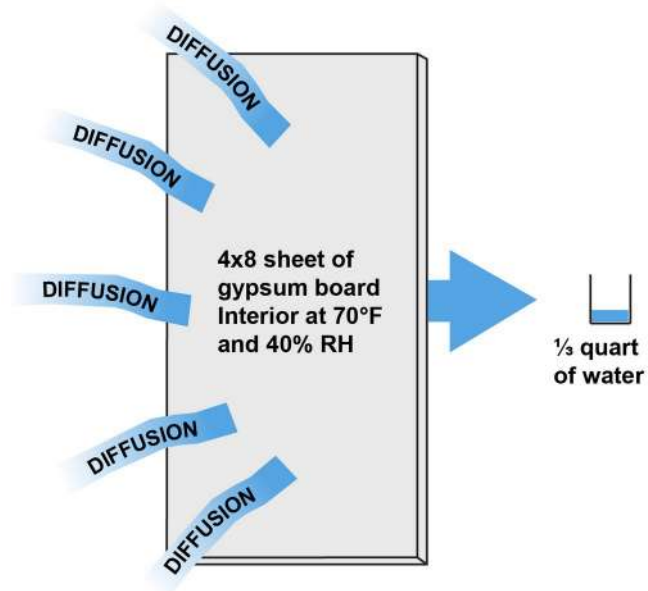 DIFFUSION
DIFFUSION
DIFFUSION
DIFFUSION
DIFFUSION
4x8 sheet of
gypsum board
Interior at 70°F
and 40% RH
⅓ quart
of water